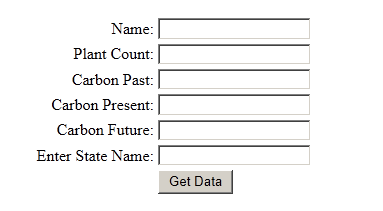 Name:
Plant Count:
Carbon Past:
Carbon Present:
Carbon Future:
Enter State Name:
Get Data